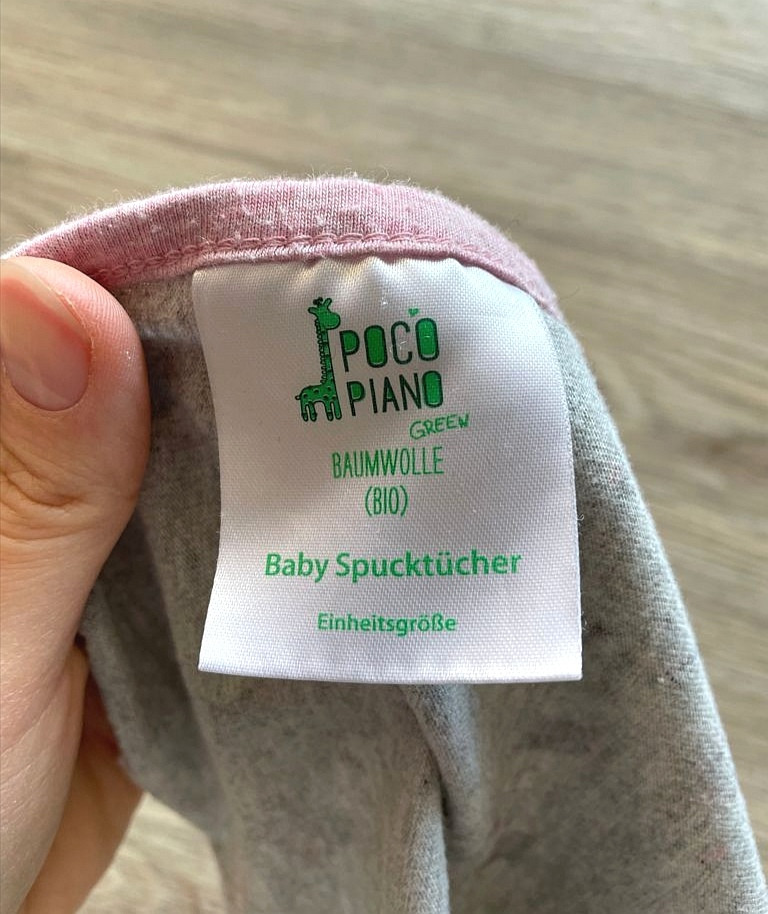 POCO
PIANO
GREEN
BAUMWOLLE
(BIO)
Baby Spucktücher
Einheitsgröße